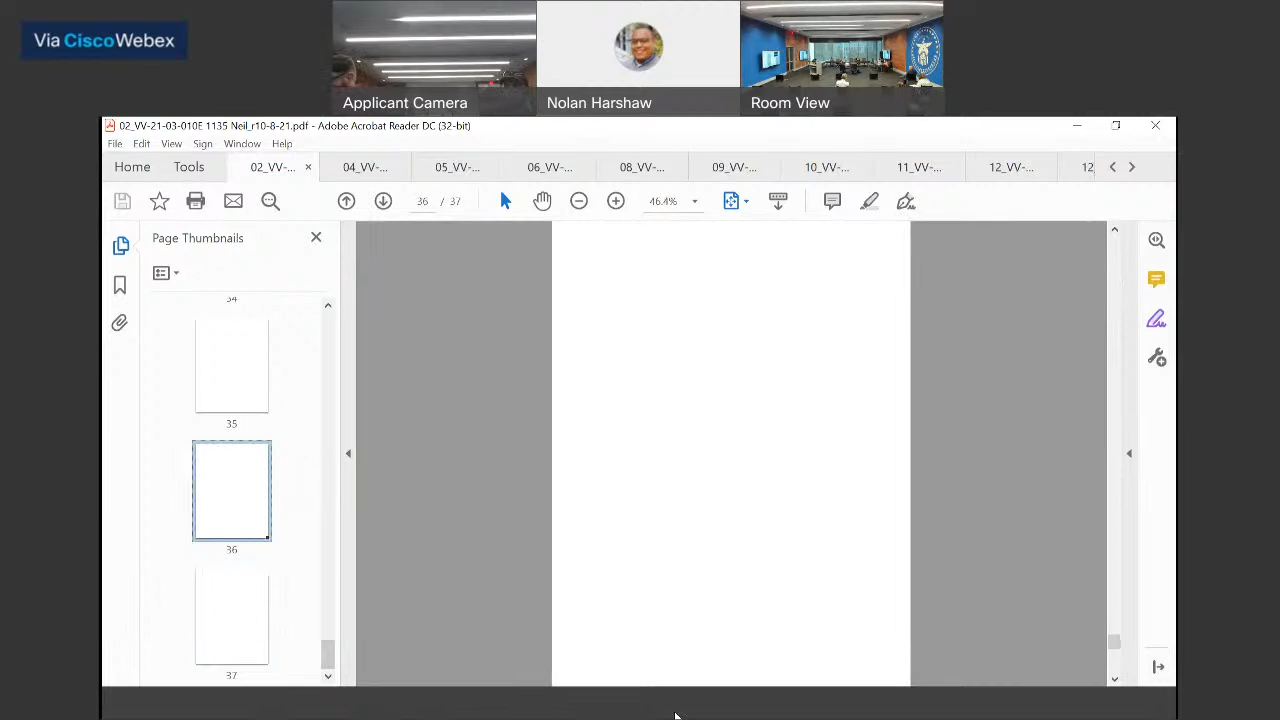 Via CiscoWebex
Applicant Camera
Nolan Harshaw
Room View
02_VV-21-03-010E 1135 Neil_r10-8-21.pdf - Adobe Acrobat Reader DC (32-bit)
File Edit View Sign Window Help
Home Tools 02_VV-... × 04_VV-... 05_VV-... 06_VV-... 08_VV-... 09_VV-... 10_VV-... 11_VV-... 12_VV-... 12
36 / 37 46.4%
Page Thumbnails
34
35
36
37